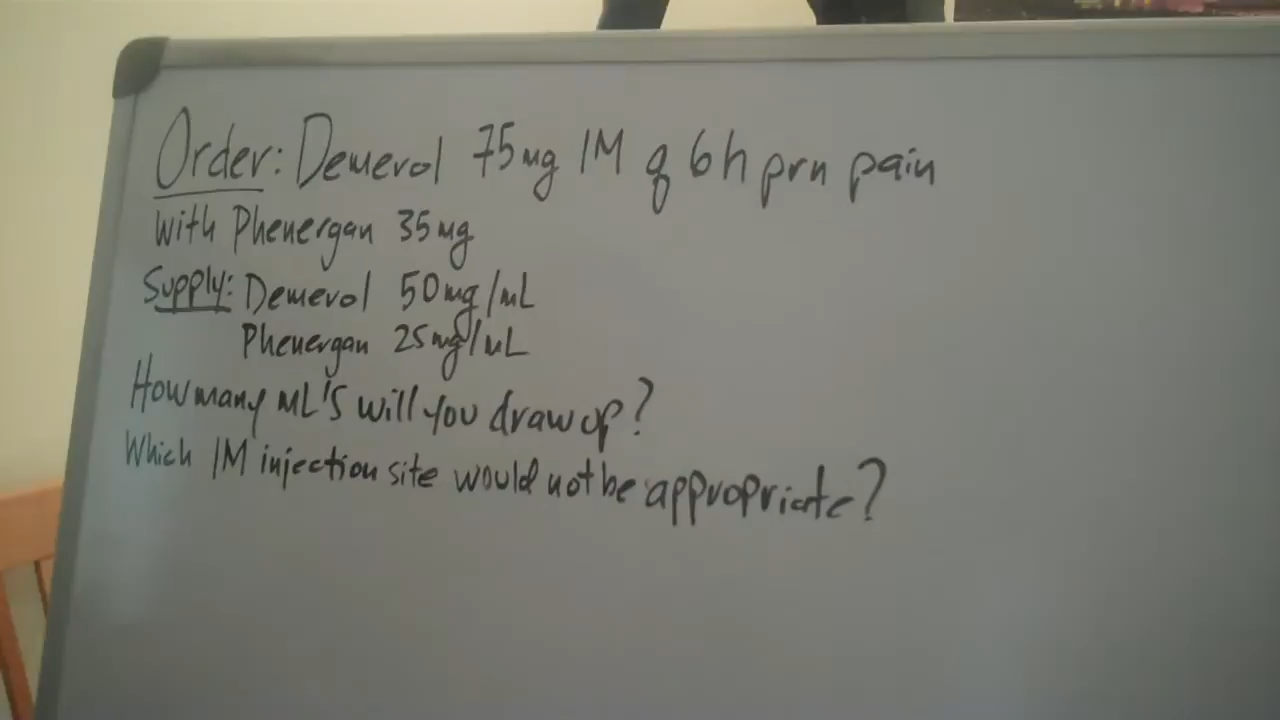 Order: Demerol 75mg IM q 6h prn pain
with Phenergan 35mg
Supply: Demerol 50mg/mL
Phenergan 25mg/mL
How many mL's will you draw up?
Which IM injection site would not be appropriate?